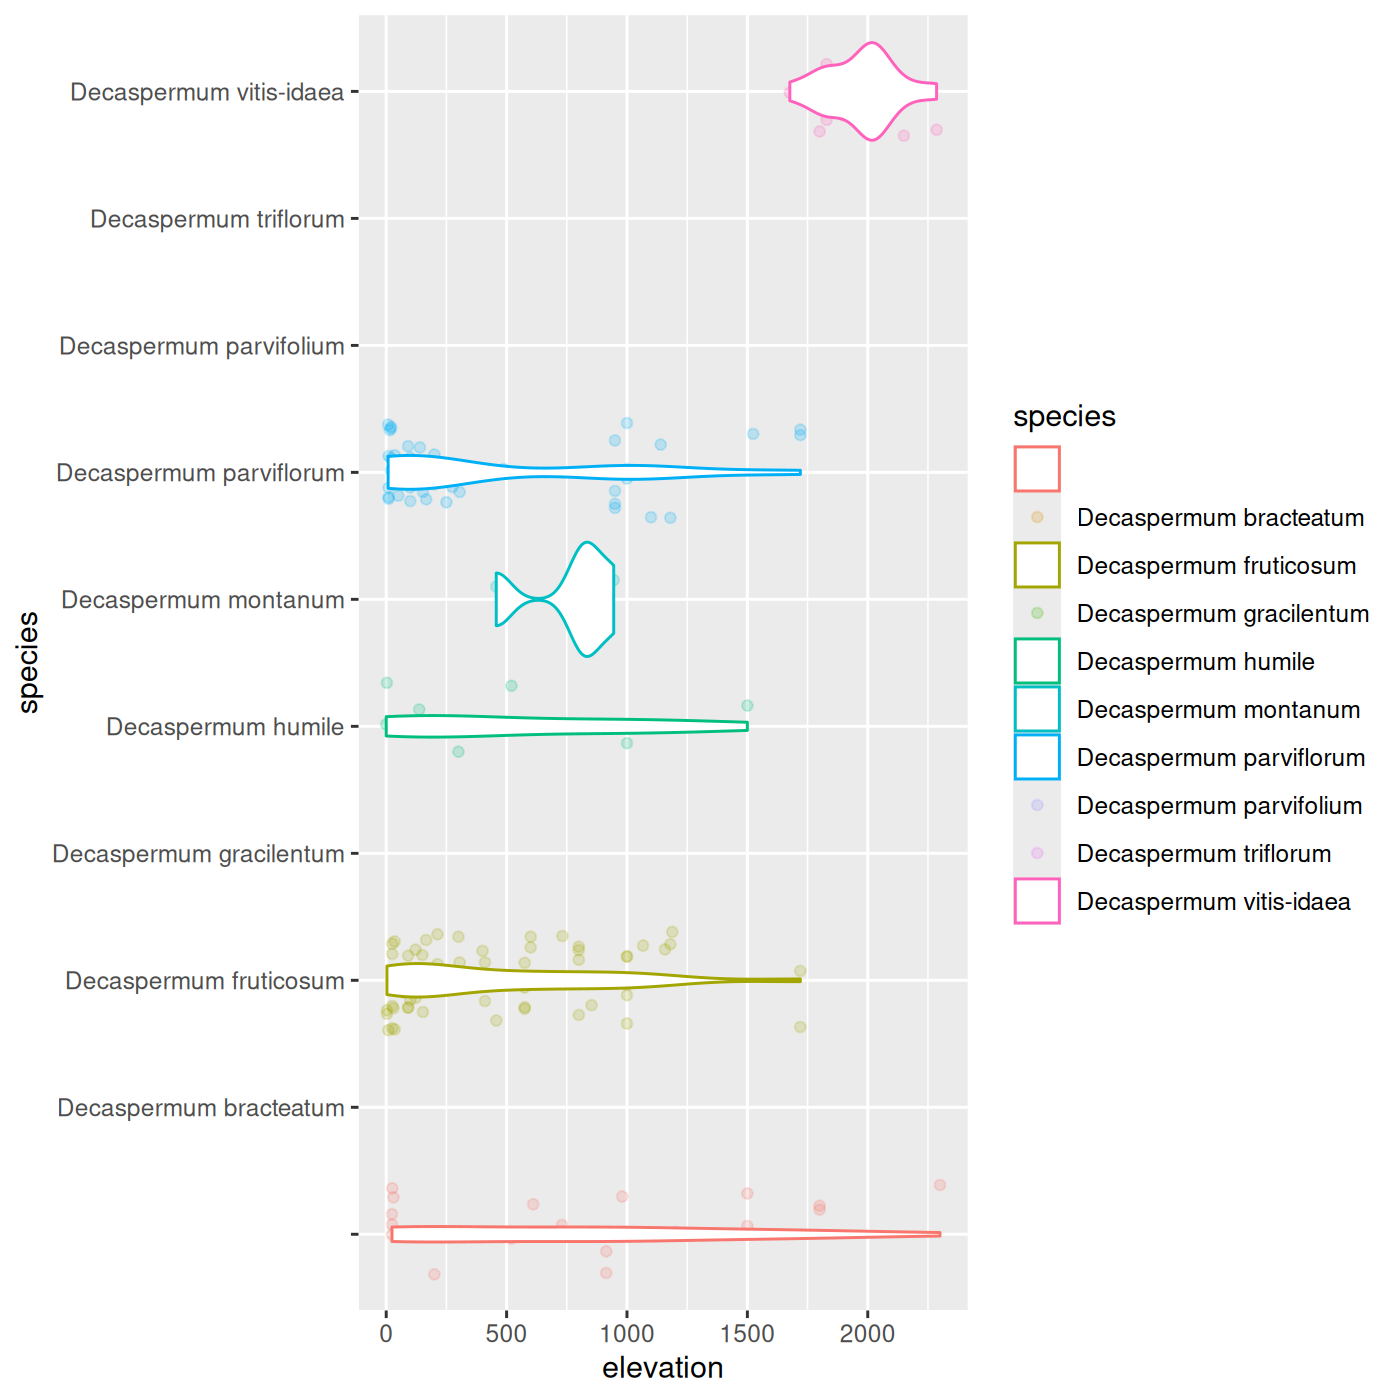 Decaspermum vitis-idaea
Decaspermum triflorum
Decaspermum parvifolium
Decaspermum parviflorum
Decaspermum montanum
Decaspermum humile
Decaspermum gracilentum
Decaspermum fruticosum
Decaspermum bracteatum
species
0 500 1000 1500 2000
elevation
species
Decaspermum bracteatum
Decaspermum fruticosum
Decaspermum gracilentum
Decaspermum humile
Decaspermum montanum
Decaspermum parviflorum
Decaspermum parvifolium
Decaspermum triflorum
Decaspermum vitis-idaea